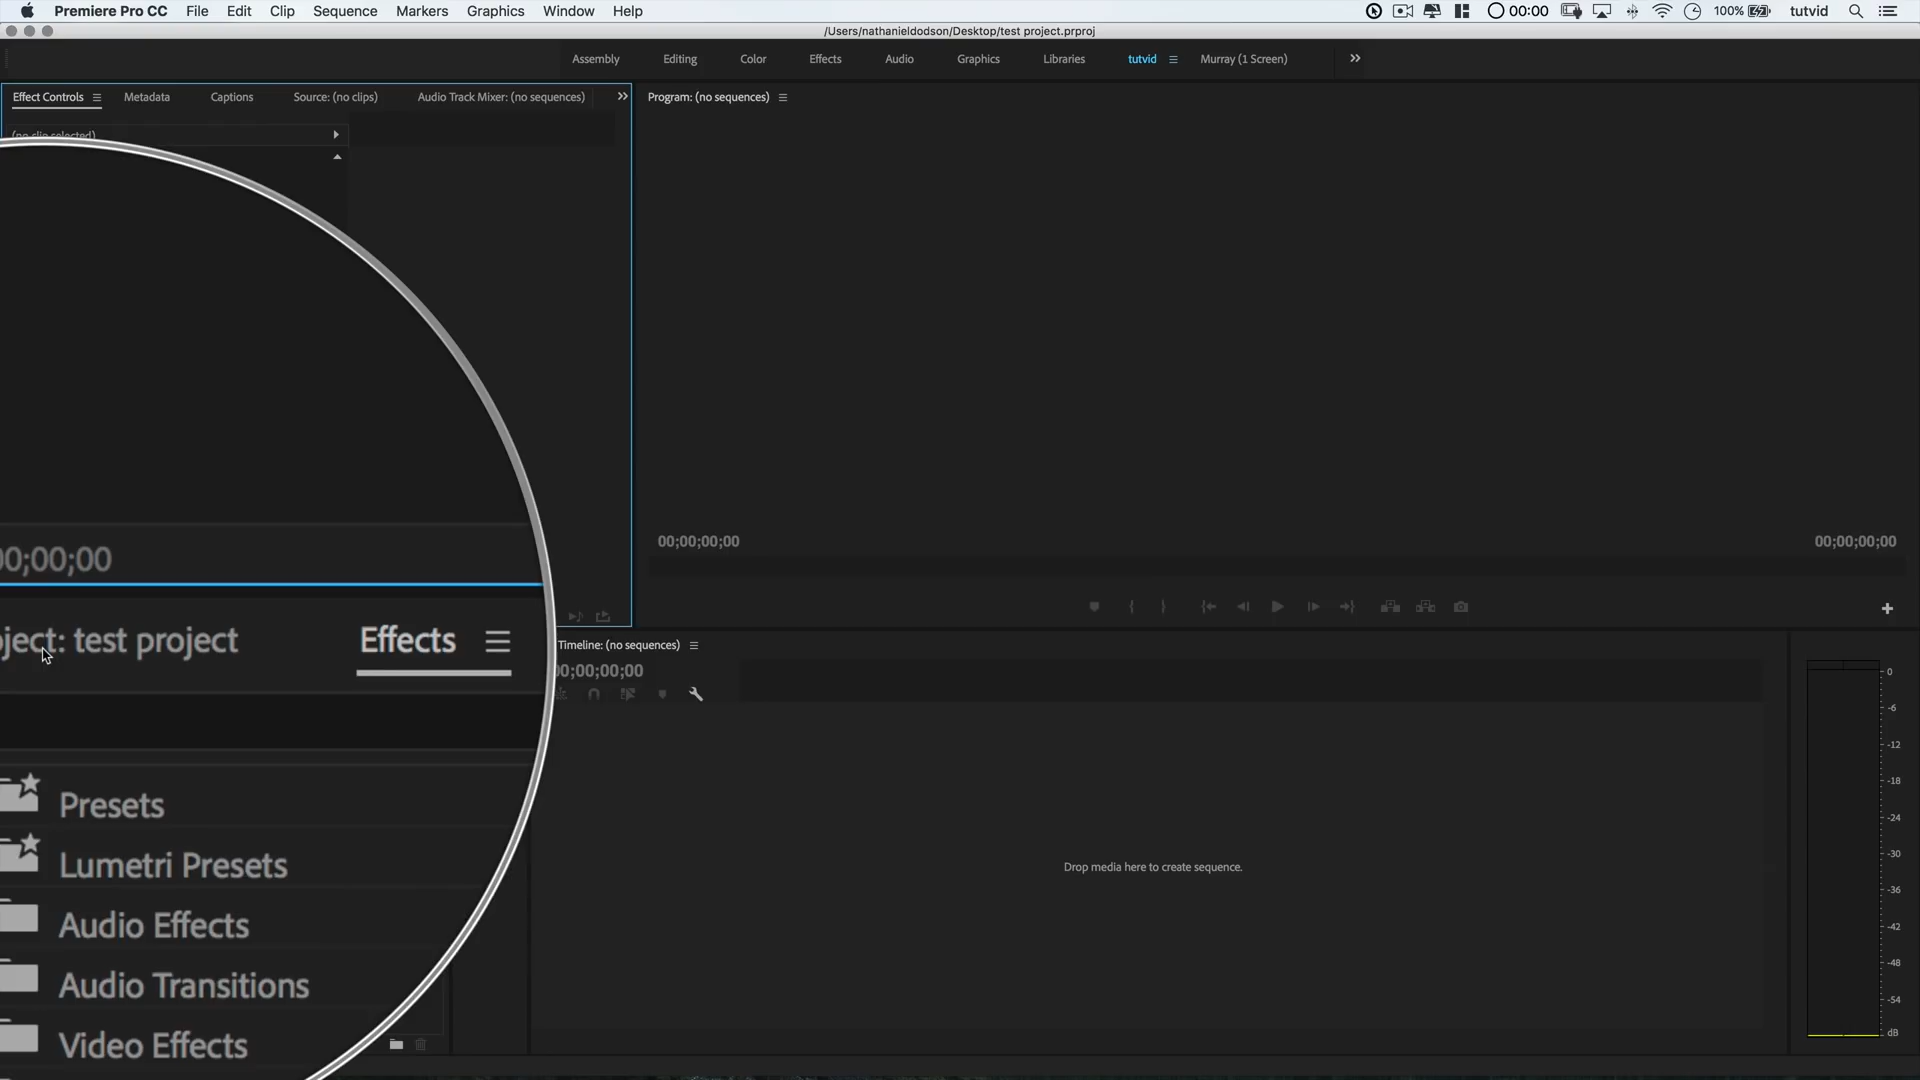 Premiere Pro CC File Edit Clip Sequence Markers Graphics Window Help 00:00 100% tutvid
/Users/nathanieldodson/Desktop/test project.prproj
Assembly Editing Color Effects Audio Graphics Libraries tutvid Murray (1 Screen)
Effect Controls Metadata Captions Source: (no clips) Audio Track Mixer: (no sequences)
Program: (no sequences)
(no clip selected)
00;00;00;00 00;00;00;00
00;00;00
ject: test project Effects
Presets
Lumetri Presets
Audio Effects
Audio Transitions
Video Effects
Timeline: (no sequences)
00;00;00;00
Drop media here to create sequence.
0
-6
-12
-18
-24
-30
-36
-42
-48
-54
dB